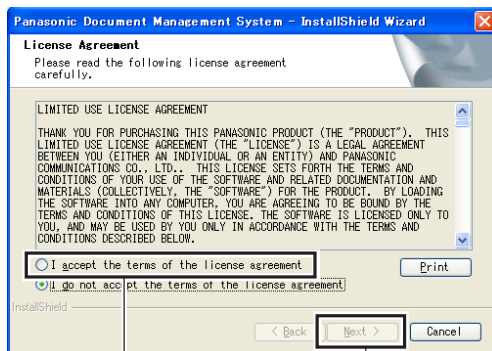 Panasonic Document Management System - InstallShield Wizard
License Agreement
Please read the following license agreement
carefully.
LIMITED USE LICENSE AGREEMENT
THANK YOU FOR PURCHASING THIS PANASONIC PRODUCT (THE "PRODUCT"). THIS
LIMITED USE LICENSE AGREEMENT (THE "LICENSE") IS A LEGAL AGREEMENT
BETWEEN YOU (EITHER AN INDIVIDUAL OR AN ENTITY) AND PANASONIC
COMMUNICATIONS CO., LTD.. THIS LICENSE SETS FORTH THE TERMS AND
CONDITIONS OF YOUR USE OF THE SOFTWARE AND RELATED DOCUMENTATION AND
MATERIALS (COLLECTIVELY, THE "SOFTWARE") FOR THE PRODUCT. BY LOADING
THE SOFTWARE INTO ANY COMPUTER, YOU ARE AGREEING TO BE BOUND BY THE
TERMS AND CONDITIONS OF THIS LICENSE. THE SOFTWARE IS LICENSED ONLY TO
YOU, AND MAY BE USED BY YOU ONLY IN ACCORDANCE WITH THE TERMS AND
CONDITIONS DESCRIBED BELOW.
I accept the terms of the license agreement
Print
I do not accept the terms of the license agreement
InstallShield
< Back
Next >
Cancel